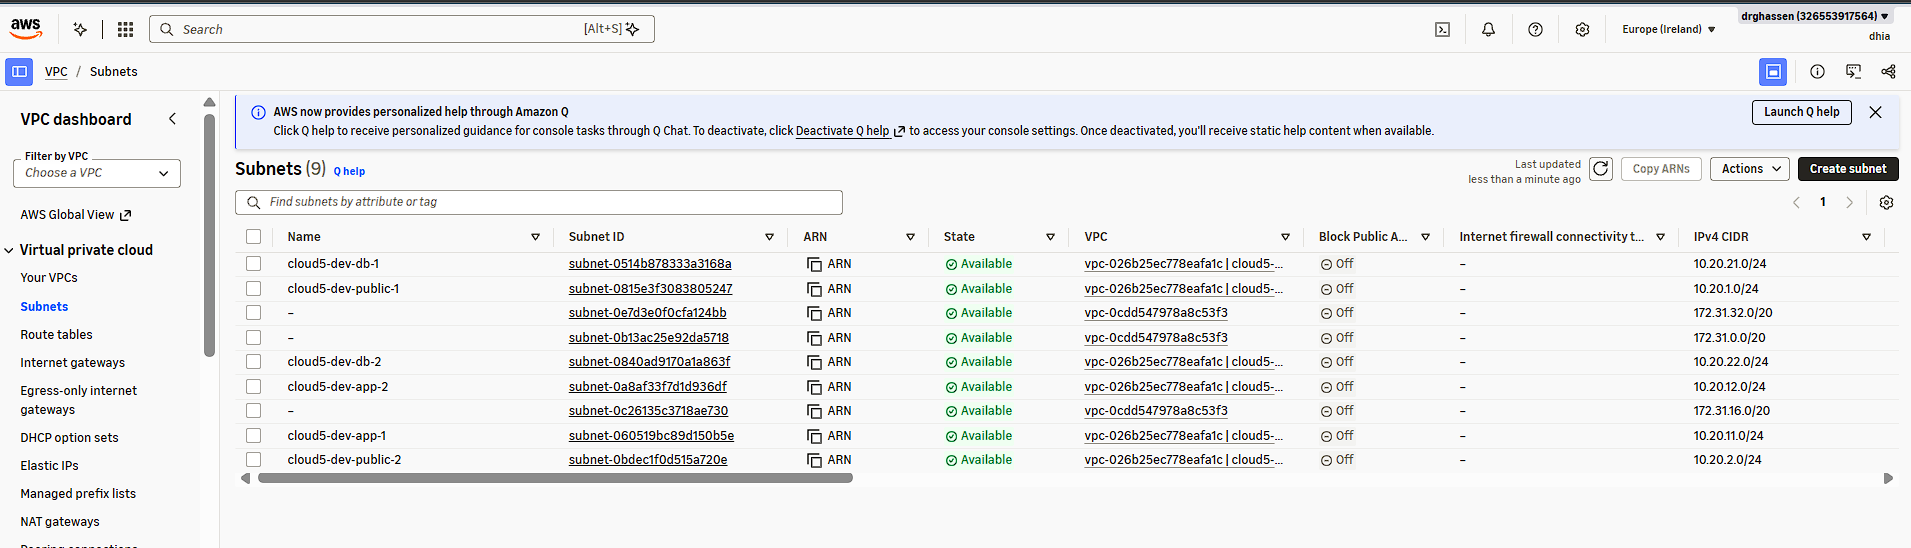 aws
Search [Alt+S]
Europe (Ireland)
drghassen (326553917564)
dhia
VPC / Subnets
VPC dashboard
Filter by VPC
Choose a VPC
AWS Global View
Virtual private cloud
Your VPCs
Subnets
Route tables
Internet gateways
Egress-only internet
gateways
DHCP option sets
Elastic IPs
Managed prefix lists
NAT gateways
AWS now provides personalized help through Amazon Q
Click Q help to receive personalized guidance for console tasks through Q Chat. To deactivate, click Deactivate Q help to access your console settings. Once deactivated, you'll receive static help content when available.
Launch Q help
Subnets (9) Q help
Last updated
less than a minute ago
Copy ARNs
Actions
Create subnet
Find subnets by attribute or tag
1
Name Subnet ID ARN State VPC Block Public A... Internet firewall connectivity t... IPv4 CIDR
cloud5-dev-db-1 subnet-0514b878333a3168a ARN Available vpc-026b25ec778eafa1c | cloud5-... Off – 10.20.21.0/24
cloud5-dev-public-1 subnet-0815e3f3083805247 ARN Available vpc-026b25ec778eafa1c | cloud5-... Off – 10.20.1.0/24
– subnet-0e7d3e0f0cfa124bb ARN Available vpc-0cdd547978a8c53f3 Off – 172.31.32.0/20
– subnet-0b13ac25e92da5718 ARN Available vpc-0cdd547978a8c53f3 Off – 172.31.0.0/20
cloud5-dev-db-2 subnet-0840ad9170a1a863f ARN Available vpc-026b25ec778eafa1c | cloud5-... Off – 10.20.22.0/24
cloud5-dev-app-2 subnet-0a8af33f7d1d936df ARN Available vpc-026b25ec778eafa1c | cloud5-... Off – 10.20.12.0/24
– subnet-0c26135c3718ae730 ARN Available vpc-0cdd547978a8c53f3 Off – 172.31.16.0/20
cloud5-dev-app-1 subnet-060519bc89d150b5e ARN Available vpc-026b25ec778eafa1c | cloud5-... Off – 10.20.11.0/24
cloud5-dev-public-2 subnet-0bdec1f0d515a720e ARN Available vpc-026b25ec778eafa1c | cloud5-... Off – 10.20.2.0/24